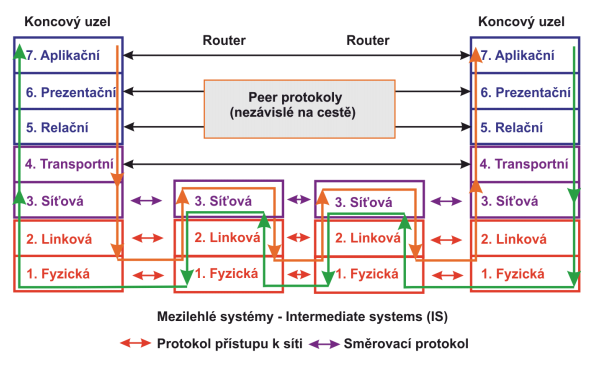 Koncový uzel
Koncový uzel
Router
Router
7. Aplikační
7. Aplikační
6. Prezentační
Peer protokoly
(nezávislé na cestě)
6. Prezentační
5. Relační
5. Relační
4. Transportní
4. Transportní
3. Síťová
3. Síťová
3. Síťová
3. Síťová
2. Linková
2. Linková
2. Linková
2. Linková
1. Fyzická
1. Fyzická
1. Fyzická
1. Fyzická
Mezilehlé systémy - Intermediate systems (IS)
Protokol přístupu k síti
Směrovací protokol